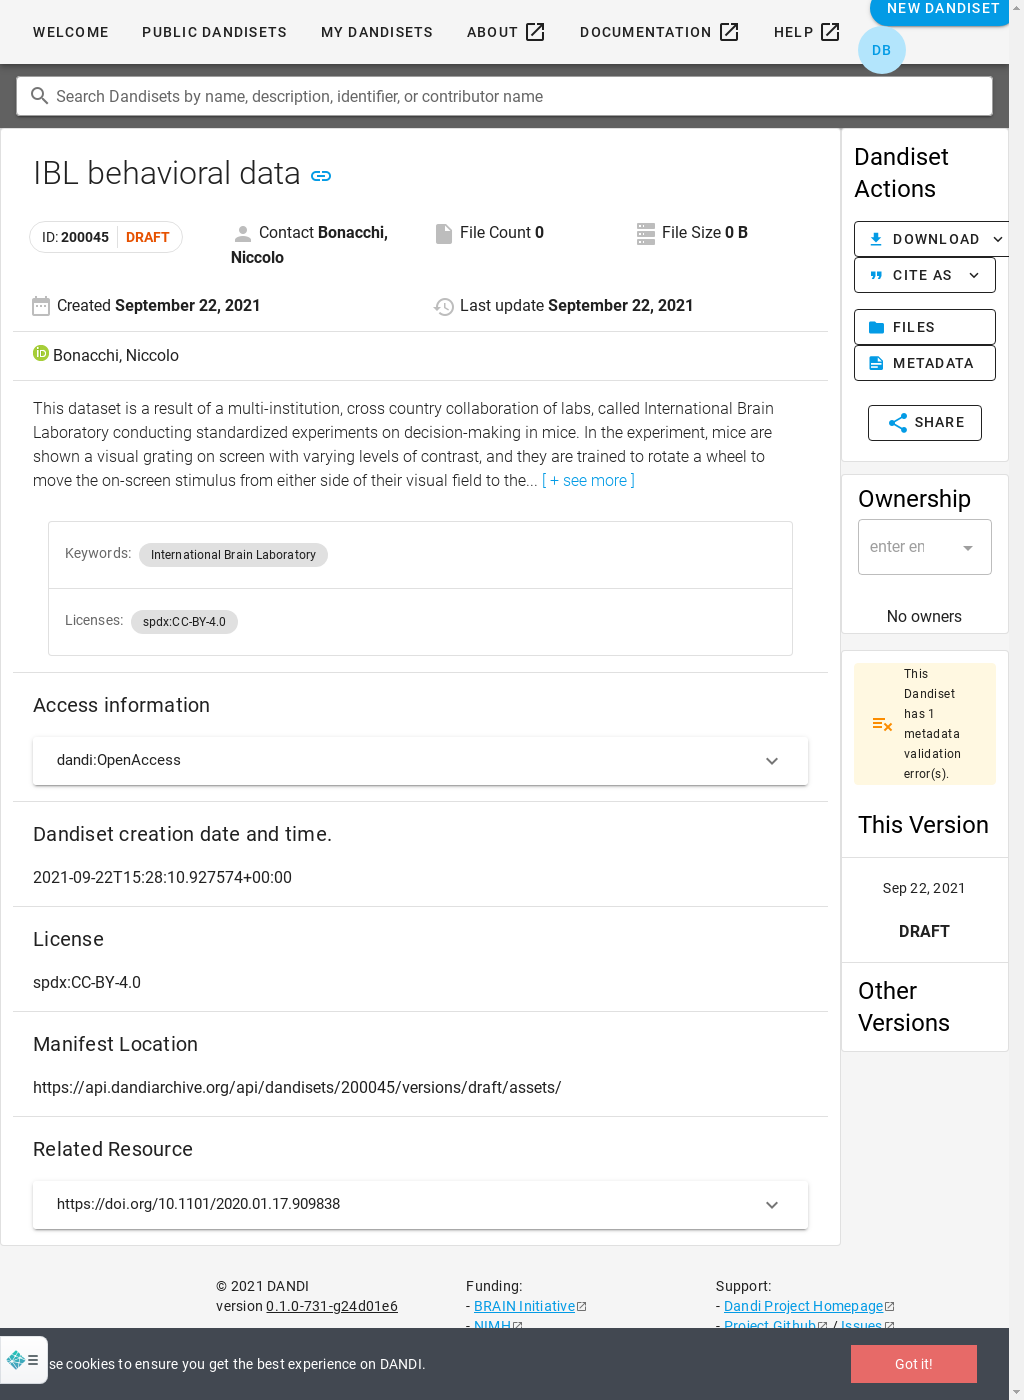 WELCOME PUBLIC DANDISETS MY DANDISETS ABOUT DOCUMENTATION HELP NEW DANDISET
DB
Search Dandisets by name, description, identifier, or contributor name
IBL behavioral data
ID: 200045 DRAFT
Contact Bonacchi,
Niccolo
File Count 0
File Size 0 B
Created September 22, 2021
Last update September 22, 2021
iD Bonacchi, Niccolo
This dataset is a result of a multi-institution, cross country collaboration of labs, called International Brain
Laboratory conducting standardized experiments on decision-making in mice. In the experiment, mice are
shown a visual grating on screen with varying levels of contrast, and they are trained to rotate a wheel to
move the on-screen stimulus from either side of their visual field to the... [ + see more ]
Keywords: International Brain Laboratory
Licenses: spdx:CC-BY-4.0
Access information
dandi:OpenAccess
Dandiset creation date and time.
2021-09-22T15:28:10.927574+00:00
License
spdx:CC-BY-4.0
Manifest Location
https://api.dandiarchive.org/api/dandisets/200045/versions/draft/assets/
Related Resource
https://doi.org/10.1101/2020.01.17.909838
Dandiset
Actions
DOWNLOAD
CITE AS
FILES
METADATA
SHARE
Ownership
enter en
No owners
This
Dandiset
has 1
metadata
validation
error(s).
This Version
Sep 22, 2021
DRAFT
Other
Versions
© 2021 DANDI
version 0.1.0-731-g24d01e6
Funding:
- BRAIN Initiative
- NIMH
Support:
- Dandi Project Homepage
- Project Github / Issues
se cookies to ensure you get the best experience on DANDI.
Got it!